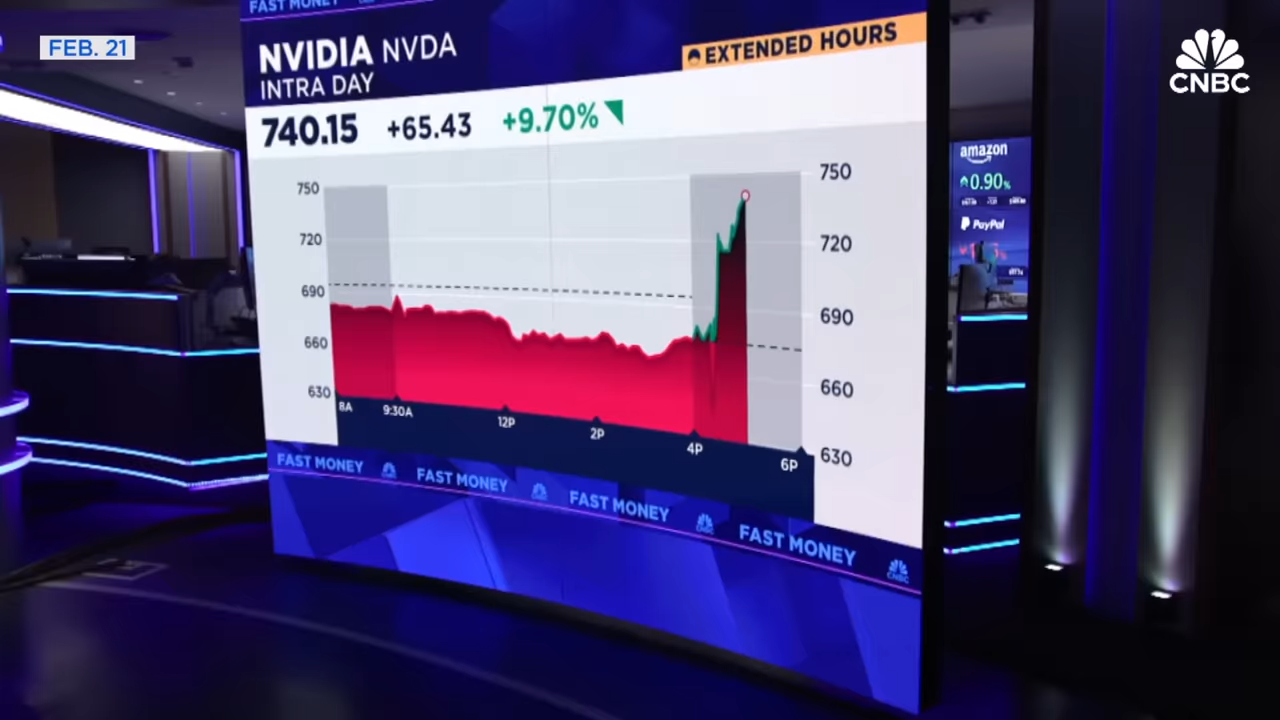 FAST MONEY
FEB. 21
NVIDIA NVDA
INTRA DAY
EXTENDED HOURS
CNBC
740.15 +65.43 +9.70%
750
720
690
660
630
8A 9:30A 12P 2P 4P 6P
750
720
690
660
630
amazon
0.90%
PayPal
FAST MONEY FAST MONEY FAST MONEY FAST MONEY
CNBC